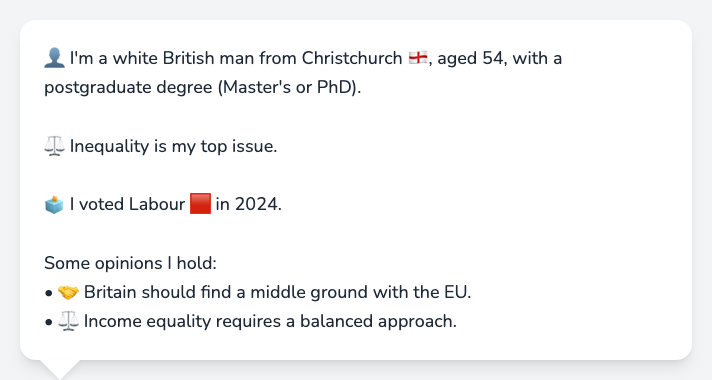 👤 I'm a white British man from Christchurch 🏴󠁧󠁢󠁥󠁮󠁧󠁿, aged 54, with a
postgraduate degree (Master's or PhD).
⚖️ Inequality is my top issue.
🗳️ I voted Labour 🟥 in 2024.
Some opinions I hold:
• 🤝 Britain should find a middle ground with the EU.
• ⚖️ Income equality requires a balanced approach.